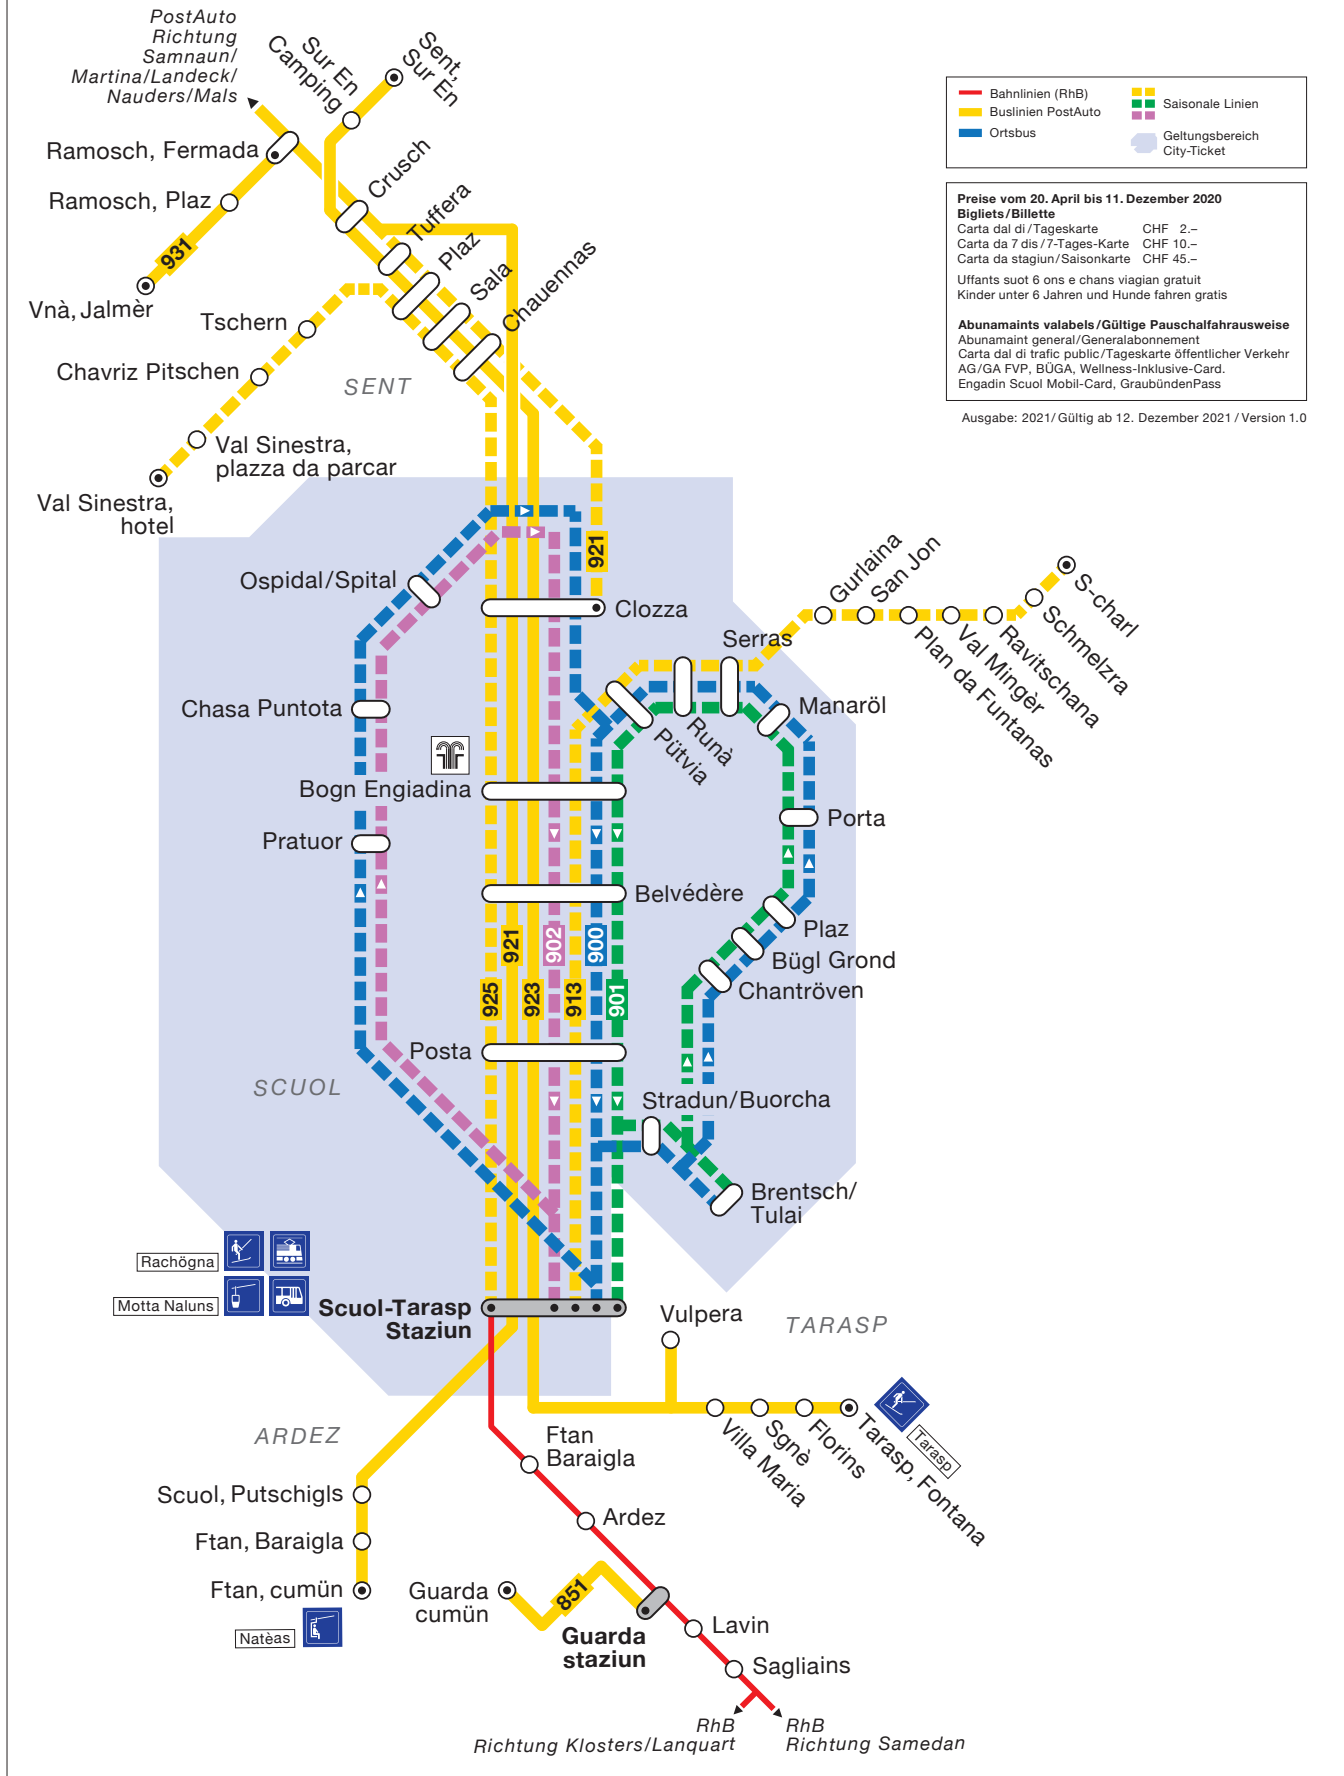 PostAuto
Richtung
Samnaun/
Martina/Landeck/
Nauders/Mals
Sur En
Camping
Sent,
Sur En
Ramosch, Fermada
Ramosch, Plaz
931
Vnà, Jalmèr
Crusch
Tuffera
Plaz
Sala
Chauennas
Tschern
Chavriz Pitschen
SENT
Val Sinestra,
plazza da parcar
Val Sinestra,
hotel
Bahnlinien (RhB)
Buslinien PostAuto
Ortsbus
Saisonale Linien
Geltungsbereich
City-Ticket
Preise vom 20. April bis 11. Dezember 2020
Bigliets/Billette
Carta dal di/Tageskarte CHF 2.–
Carta da 7 dis/7-Tages-Karte CHF 10.–
Carta da stagiun/Saisonkarte CHF 45.–
Uffants suot 6 ons e chans viagian gratuit
Kinder unter 6 Jahren und Hunde fahren gratis
Abunamaints valabels/Gültige Pauschalfahrausweise
Abunamaint general/Generalabonnement
Carta dal di trafic public/Tageskarte öffentlicher Verkehr
AG/GA FVP, BÜGA, Wellness-Inklusive-Card.
Engadin Scuol Mobil-Card, GraubündenPass
Ausgabe: 2021/Gültig ab 12. Dezember 2021/Version 1.0
921
Ospidal/Spital
Clozza
Gurlaina
San Jon
Plan da Funtanas
Val Mingèr
Ravitschana
Schmelzra
S-charl
Serras
Runà
Pütvia
Manaröl
Chasa Puntota
Bogn Engiadina
Porta
Pratuor
Belvédère
Plaz
Bügl Grond
Chantröven
925
921
923
902
913
900
901
Posta
SCUOL
Stradun/Buorcha
Brentsch/
Tulai
Rachögna
Motta Naluns
Scuol-Tarasp
Staziun
Vulpera
TARASP
Villa Maria
Sgnè
Florins
Tarasp, Fontana
Tarasp
ARDEZ
Ftan
Baraigla
Scuol, Putschigls
Ardez
Ftan, Baraigla
Ftan, cumün
Natèas
Guarda
cumün
851
Guarda
staziun
Lavin
Sagliains
RhB
Richtung Klosters/Lanquart
RhB
Richtung Samedan